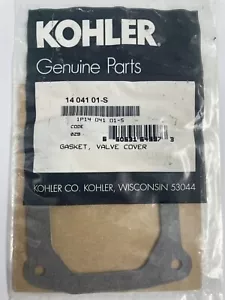 KOHLER
Genuine Parts
14 041 01-S
1P14 041 01-S
CODE
GASKET, VALVE COVER
KOHLER CO. KOHLER, WISCONSIN 53044